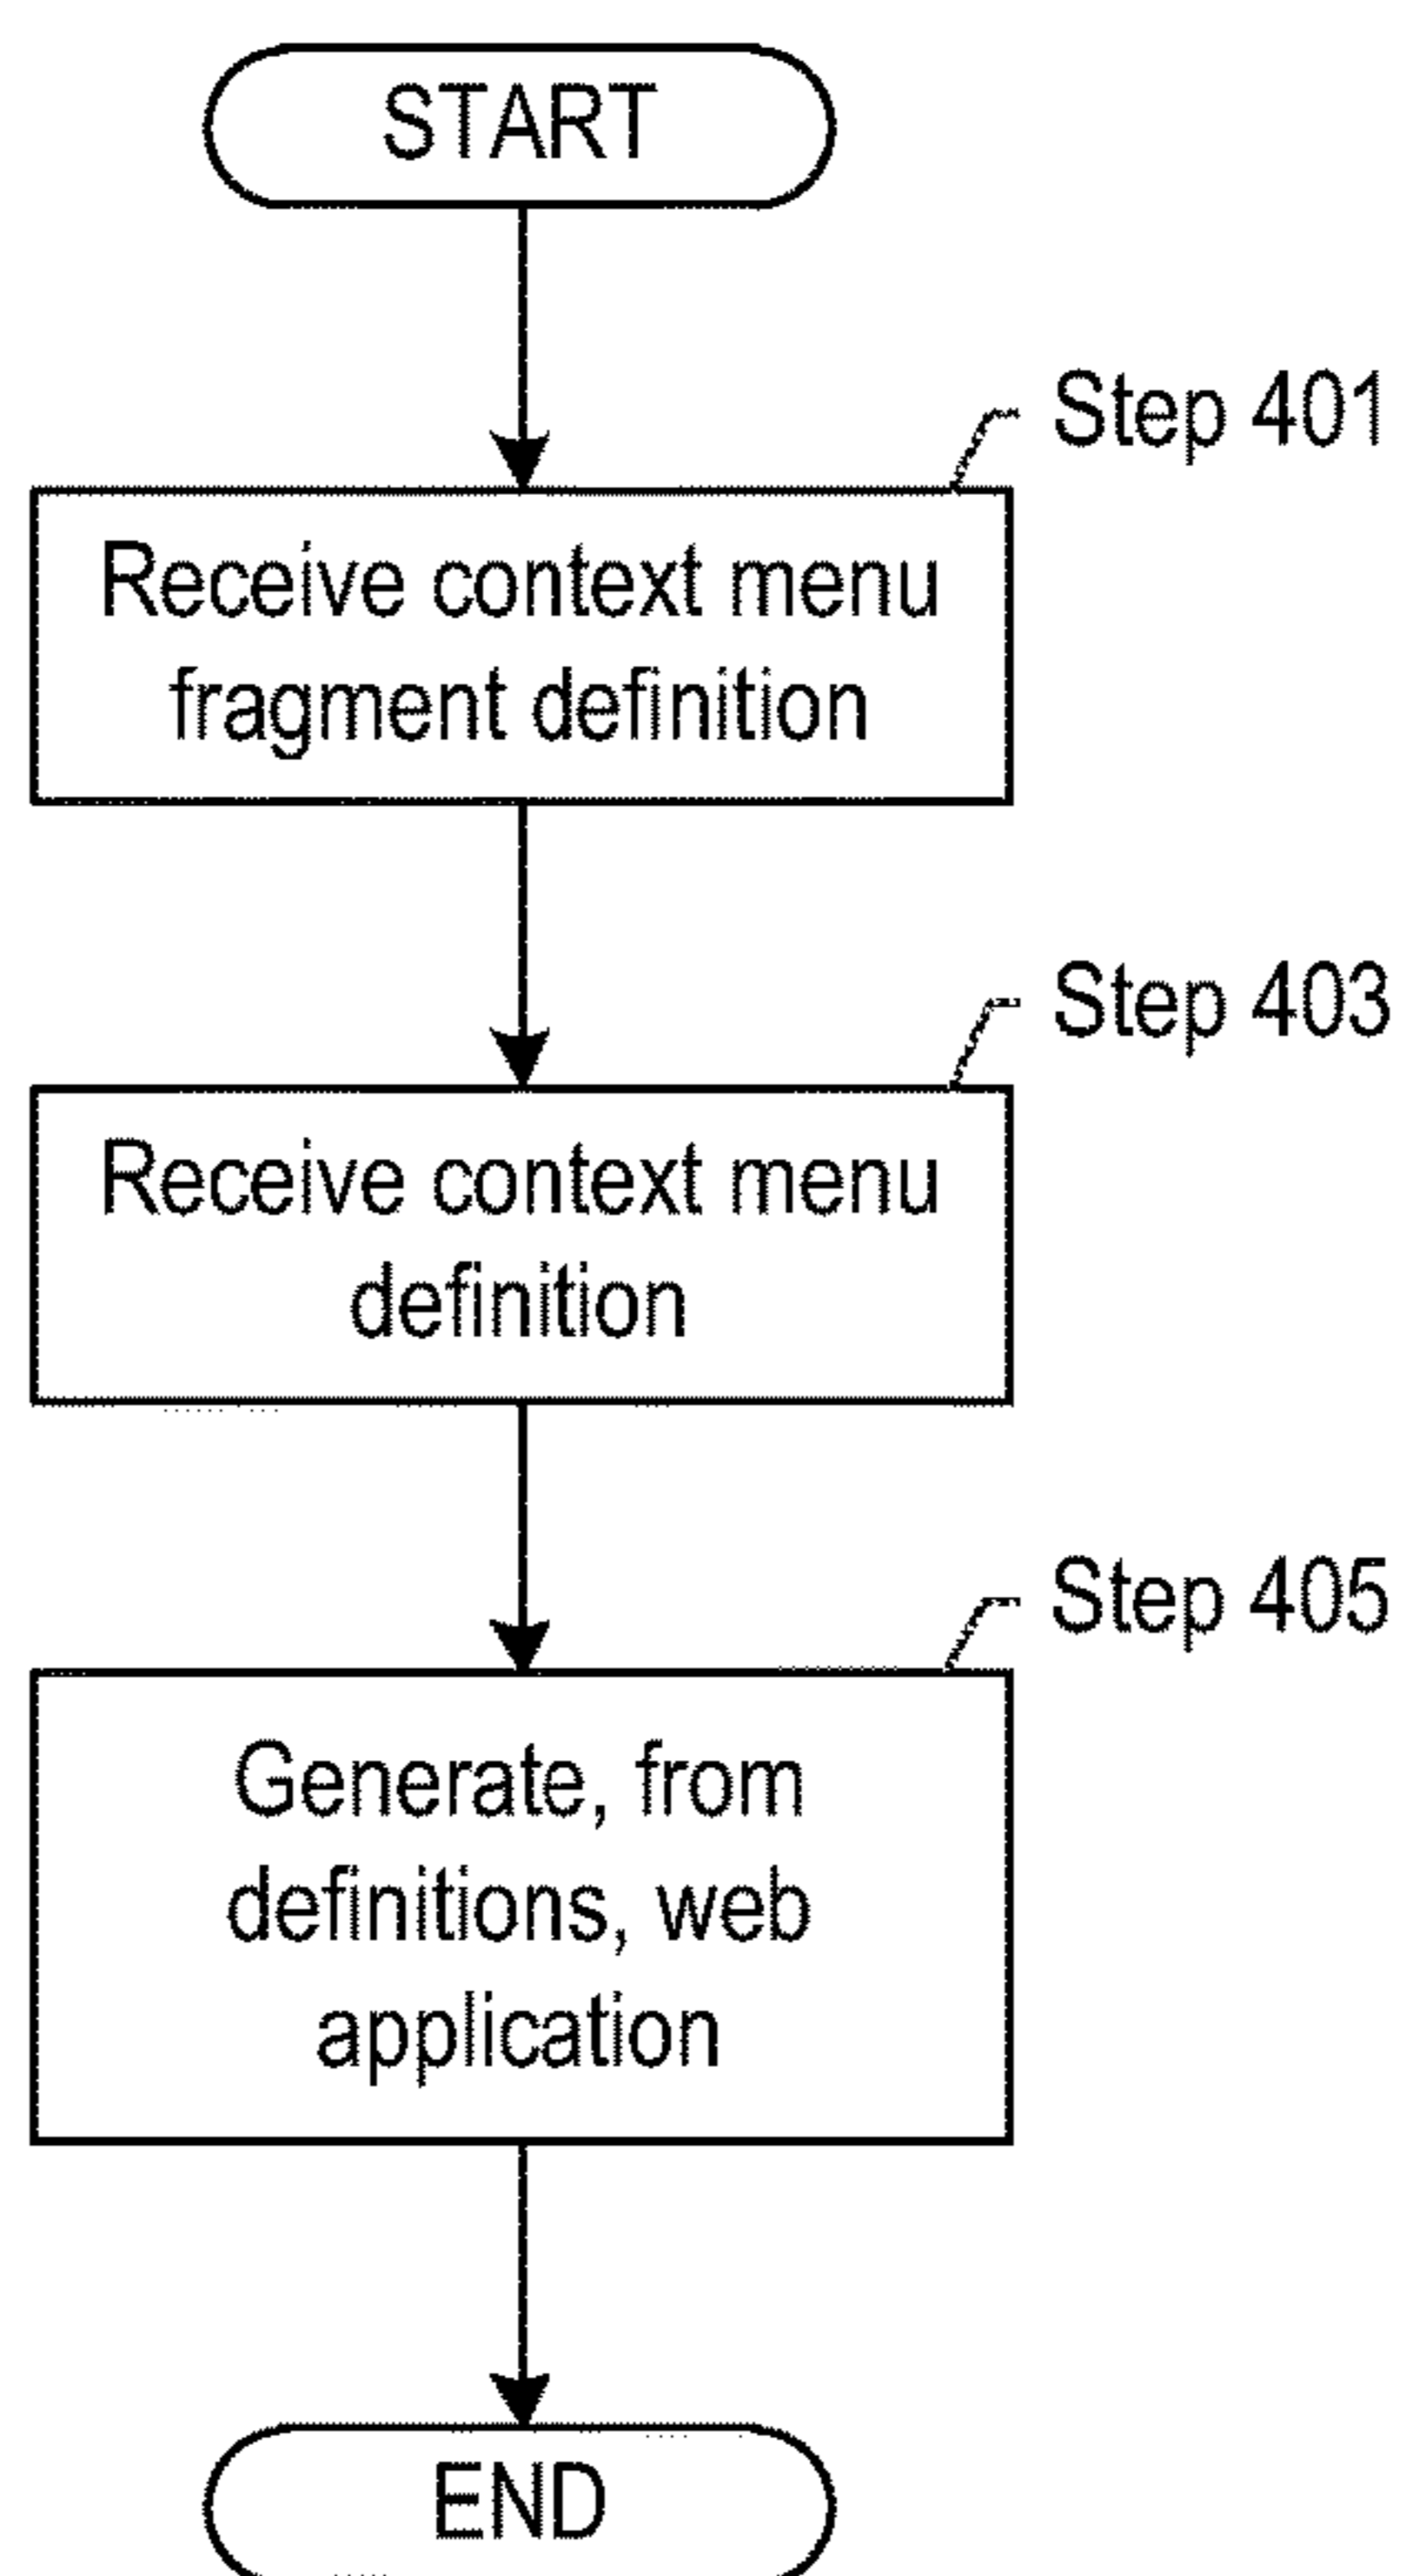 START
Step 401
Receive context menu
fragment definition
Step 403
Receive context menu
definition
Step 405
Generate, from
definitions, web
application
END